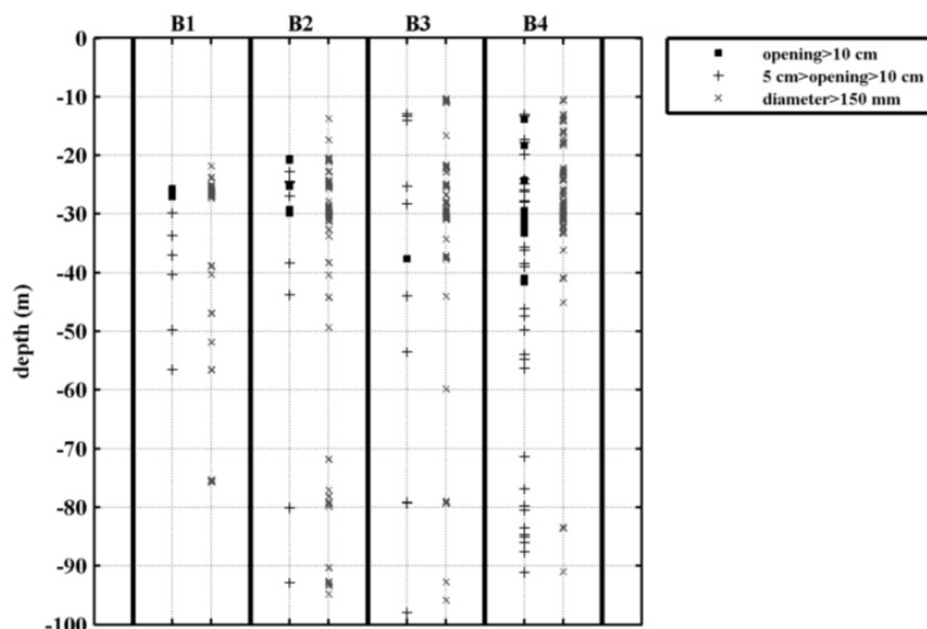 B1 B2 B3 B4
0
-10
-20
-30
-40
-50
-60
-70
-80
-90
-100
depth (m)
opening>10 cm
5 cm>opening>10 cm
diameter>150 mm